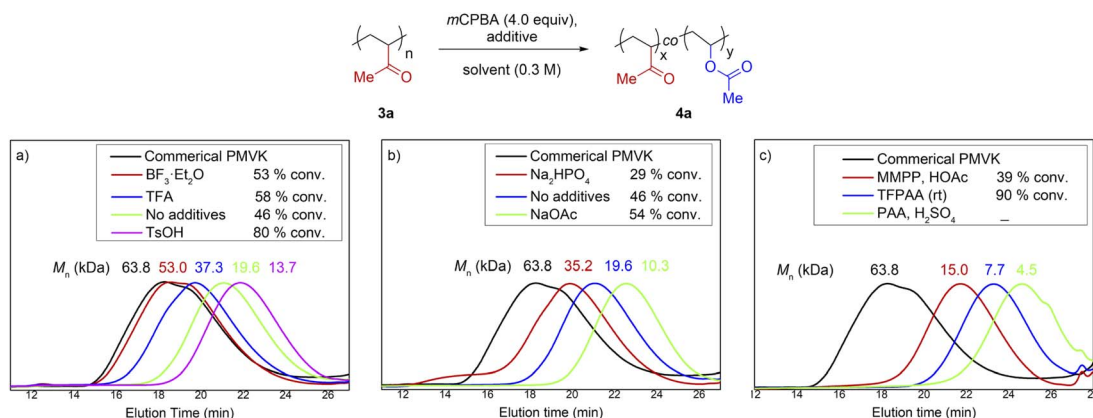 mCPBA (4.0 equiv),
additive
solvent (0.3 M)
n
Me
O
3a
co
x
y
Me
O
O
O
Me
4a
a)
Commerical PMVK
BF3·Et2O 53 % conv.
TFA 58 % conv.
No additives 46 % conv.
TsOH 80 % conv.
Mn (kDa) 63.8 53.0 37.3 19.6 13.7
12 14 16 18 20 22 24 26
Elution Time (min)
b)
Commerical PMVK
Na2HPO4 29 % conv.
No additives 46 % conv.
NaOAc 54 % conv.
Mn (kDa) 63.8 35.2 19.6 10.3
12 14 16 18 20 22 24 26
Elution Time (min)
c)
Commerical PMVK
MMPP, HOAc 39 % conv.
TFPAA (rt) 90 % conv.
PAA, H2SO4 _
Mn (kDa) 63.8 15.0 7.7 4.5
12 14 16 18 20 22 24 26 28
Elution time (min)